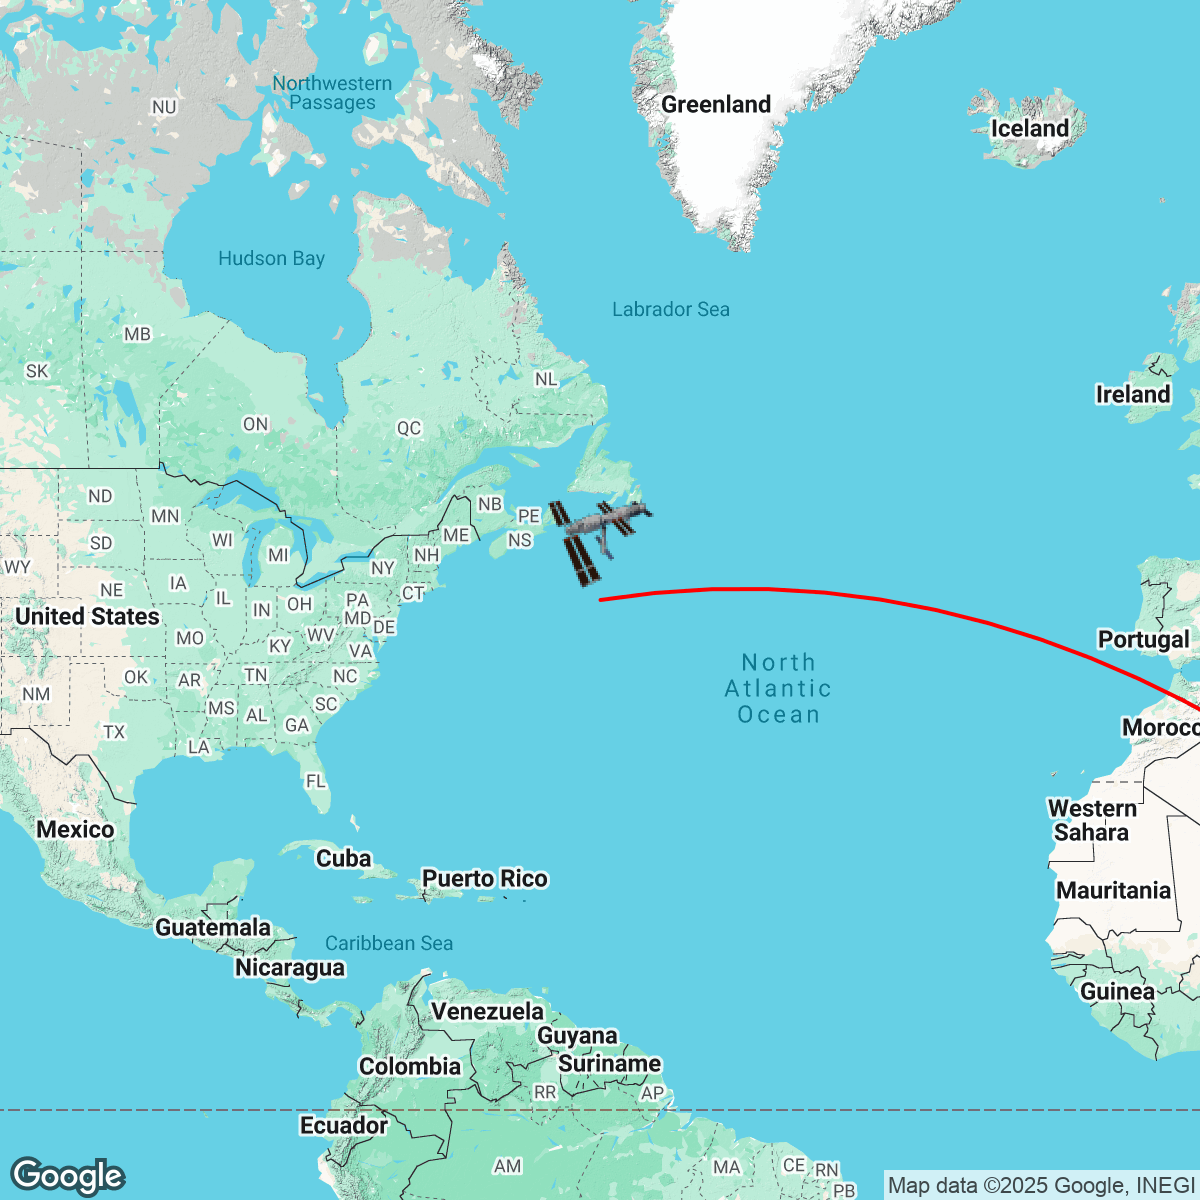 Northwestern
Passages
NU
Greenland
Iceland
Hudson Bay
Labrador Sea
MB
SK
NL
Ireland
ON
QC
ND
NB
PE
MN
ME
NS
WI
SD
MI
NH
WY
NY
IA
NE
CT
IL
IN
OH
PA
MD
United States
DE
MO
WV
Portugal
KY
VA
North
Atlantic
Ocean
OK
AR
TN
NC
NM
MS
SC
AL
GA
TX
Morocc
LA
FL
Western
Sahara
Mexico
Cuba
Puerto Rico
Mauritania
Guatemala
Caribbean Sea
Nicaragua
Guinea
Venezuela
Guyana
Colombia
Suriname
RR
AP
Ecuador
AM
MA
CE
RN
PB
Google
Map data ©2025 Google, INEGI